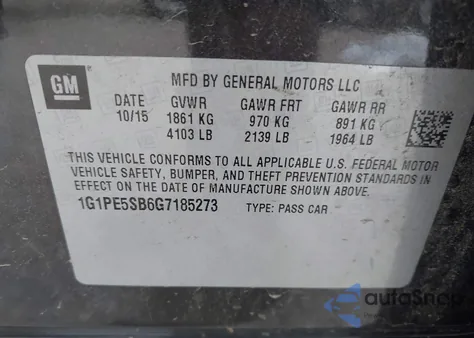 GM
MFD BY GENERAL MOTORS LLC
DATE GVWR GAWR FRT GAWR RR
10/15 1861 KG 970 KG 891 KG
4103 LB 2139 LB 1964 LB
THIS VEHICLE CONFORMS TO ALL APPLICABLE U.S. FEDERAL MOTOR
VEHICLE SAFETY, BUMPER, AND THEFT PREVENTION STANDARDS IN
EFFECT ON THE DATE OF MANUFACTURE SHOWN ABOVE.
1G1PE5SB6G7185273 TYPE: PASS CAR
autoSnap